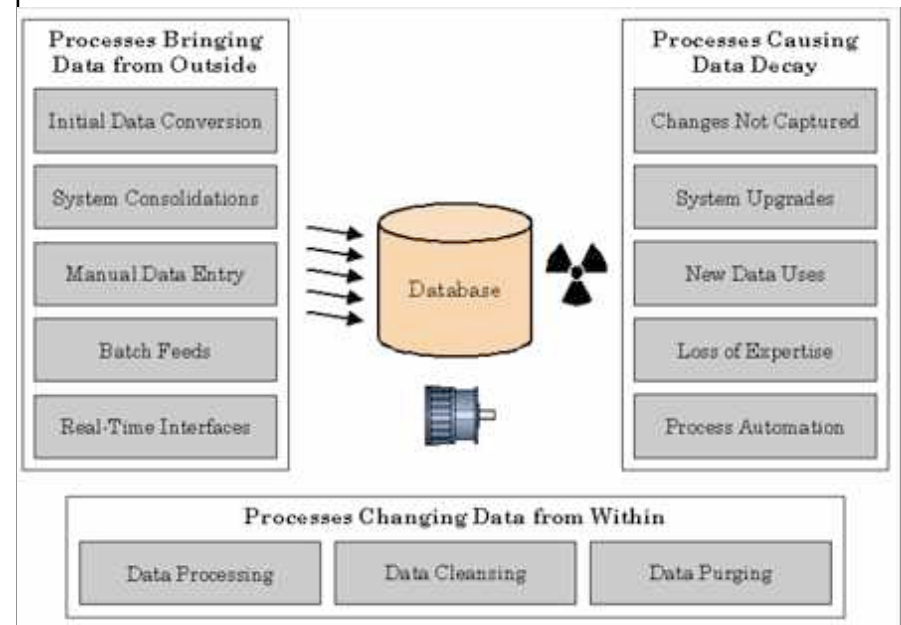 Processes Bringing
Data from Outside
Initial Data Conversion
System Consolidations
Manual Data Entry
Batch Feeds
Real-Time Interfaces
Database
Processes Causing
Data Decay
Changes Not Captured
System Upgrades
New Data Uses
Loss of Expertise
Process Automation
Processes Changing Data from Within
Data Processing
Data Cleansing
Data Purging